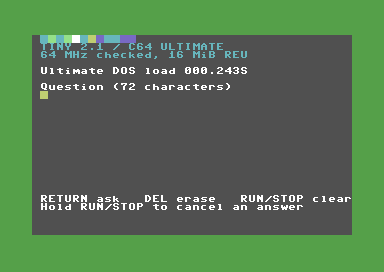 TINY 2.1 / C64 ULTIMATE
64 MHz checked, 16 MiB REU
Ultimate DOS load 000.243S
Question (72 characters)
RETURN ask   DEL erase   RUN/STOP clear
Hold RUN/STOP to cancel an answer